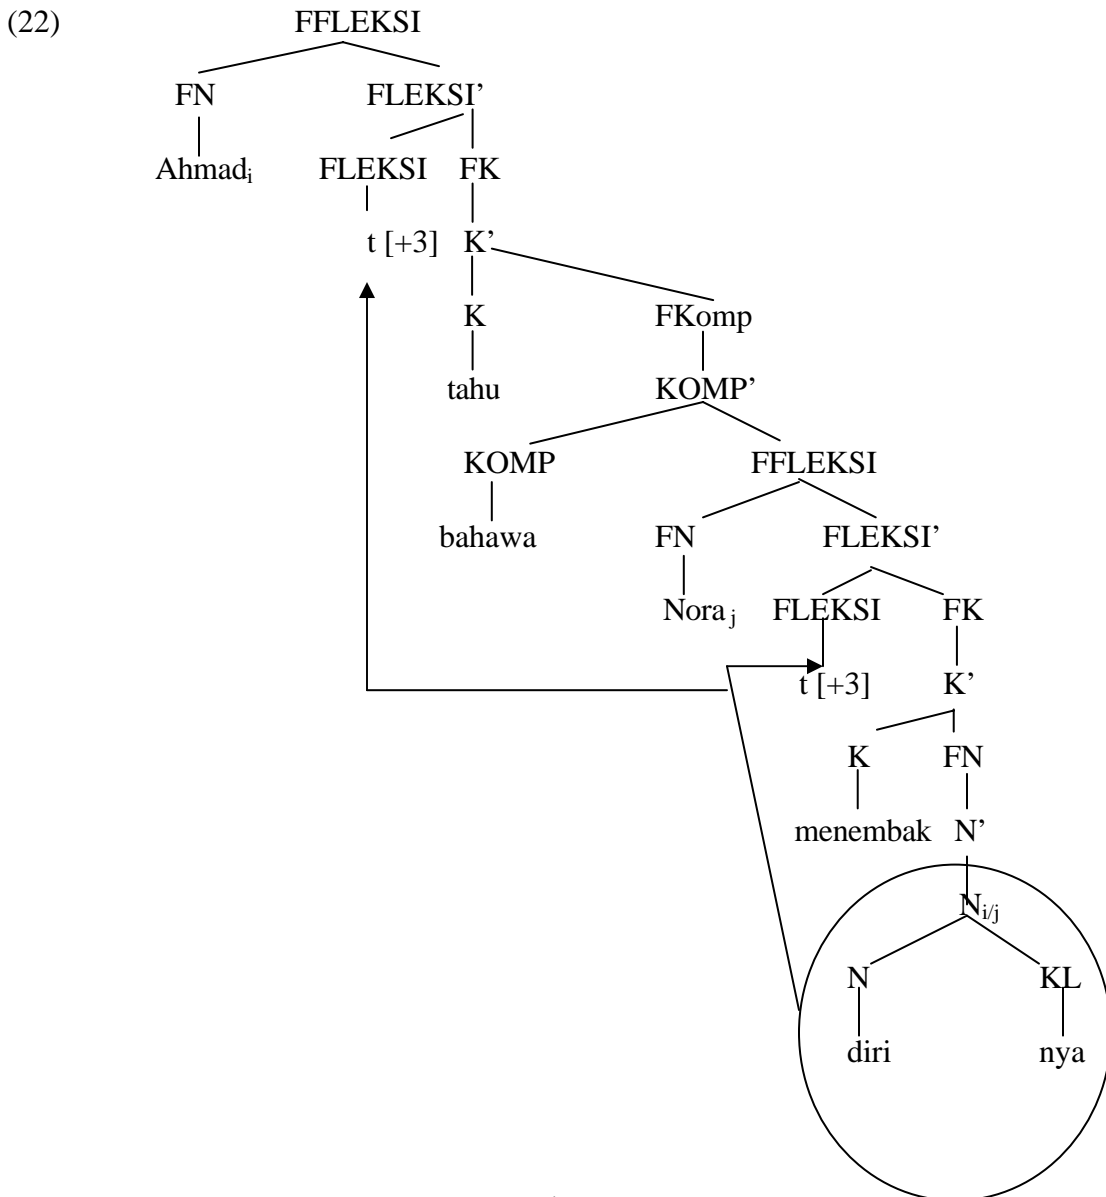 (22) FFLEKSI
FN FLEKSI’
Ahmadi FLEKSI FK
t [+3] K’
K FKomp
tahu KOMP’
KOMP FFLEKSI
bahawa FN FLEKSI’
Nora j FLEKSI FK
t [+3] K’
K FN
menembak N’
Ni/j
N KL
diri nya